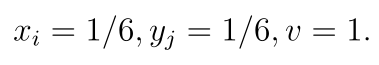 x_i = 1/6, y_j = 1/6, v = 1.